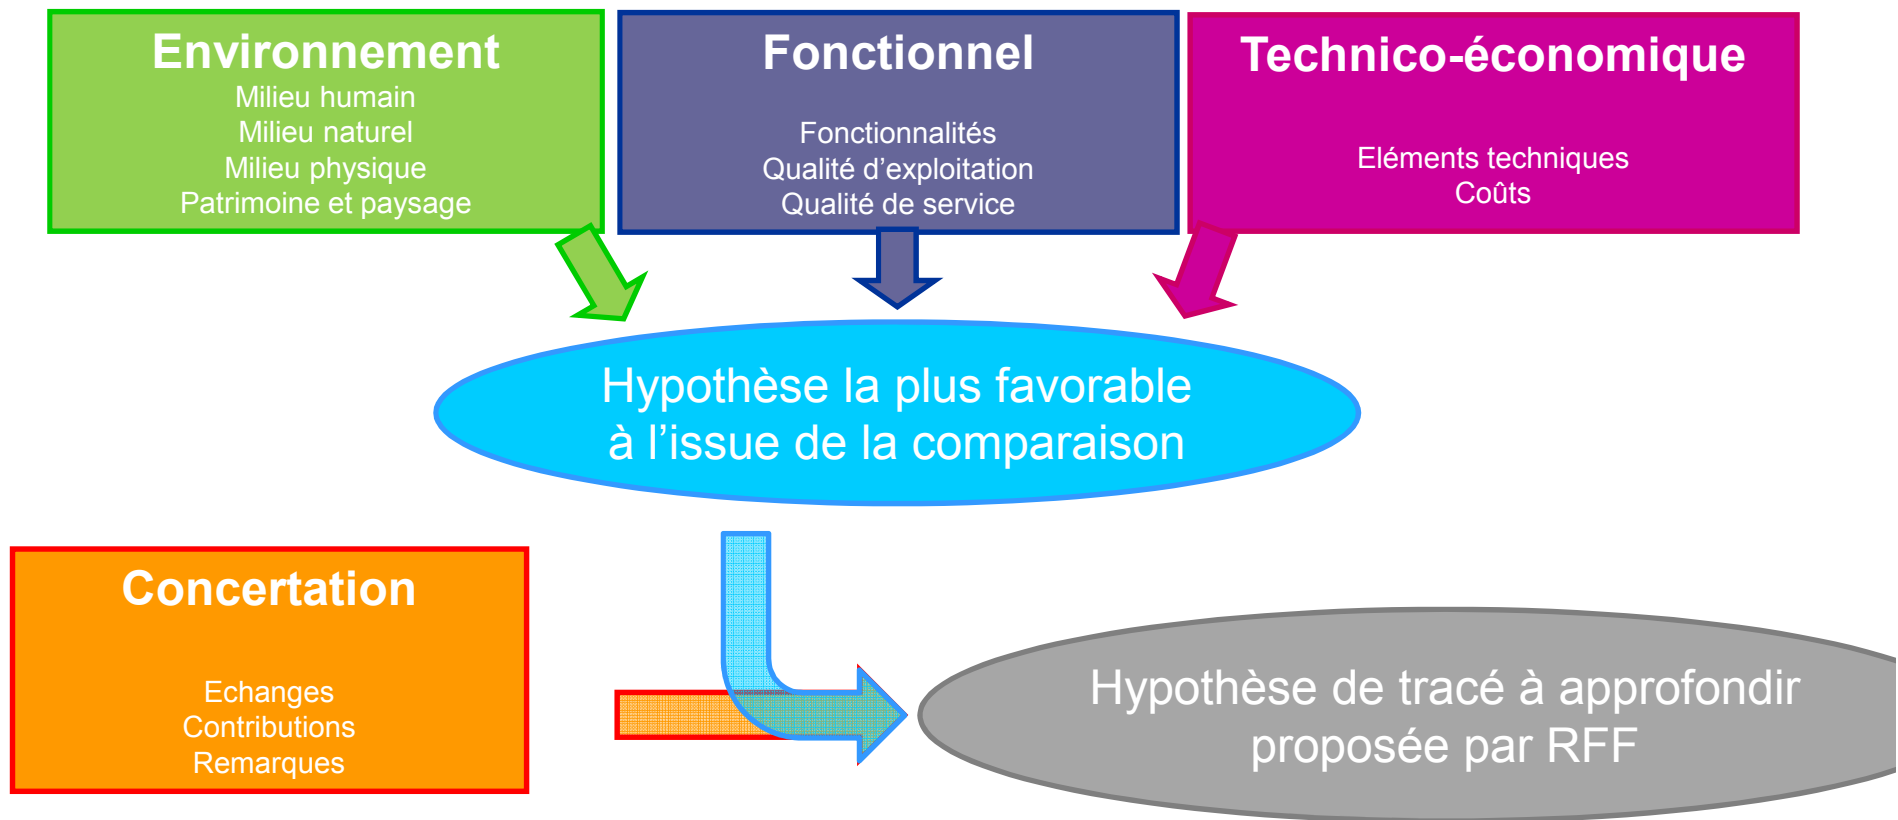 Environnement
Milieu humain
Milieu naturel
Milieu physique
Patrimoine et paysage
Fonctionnel
Fonctionnalités
Qualité d’exploitation
Qualité de service
Technico-économique
Eléments techniques
Coûts
Hypothèse la plus favorable
à l’issue de la comparaison
Concertation
Echanges
Contributions
Remarques
Hypothèse de tracé à approfondir
proposée par RFF